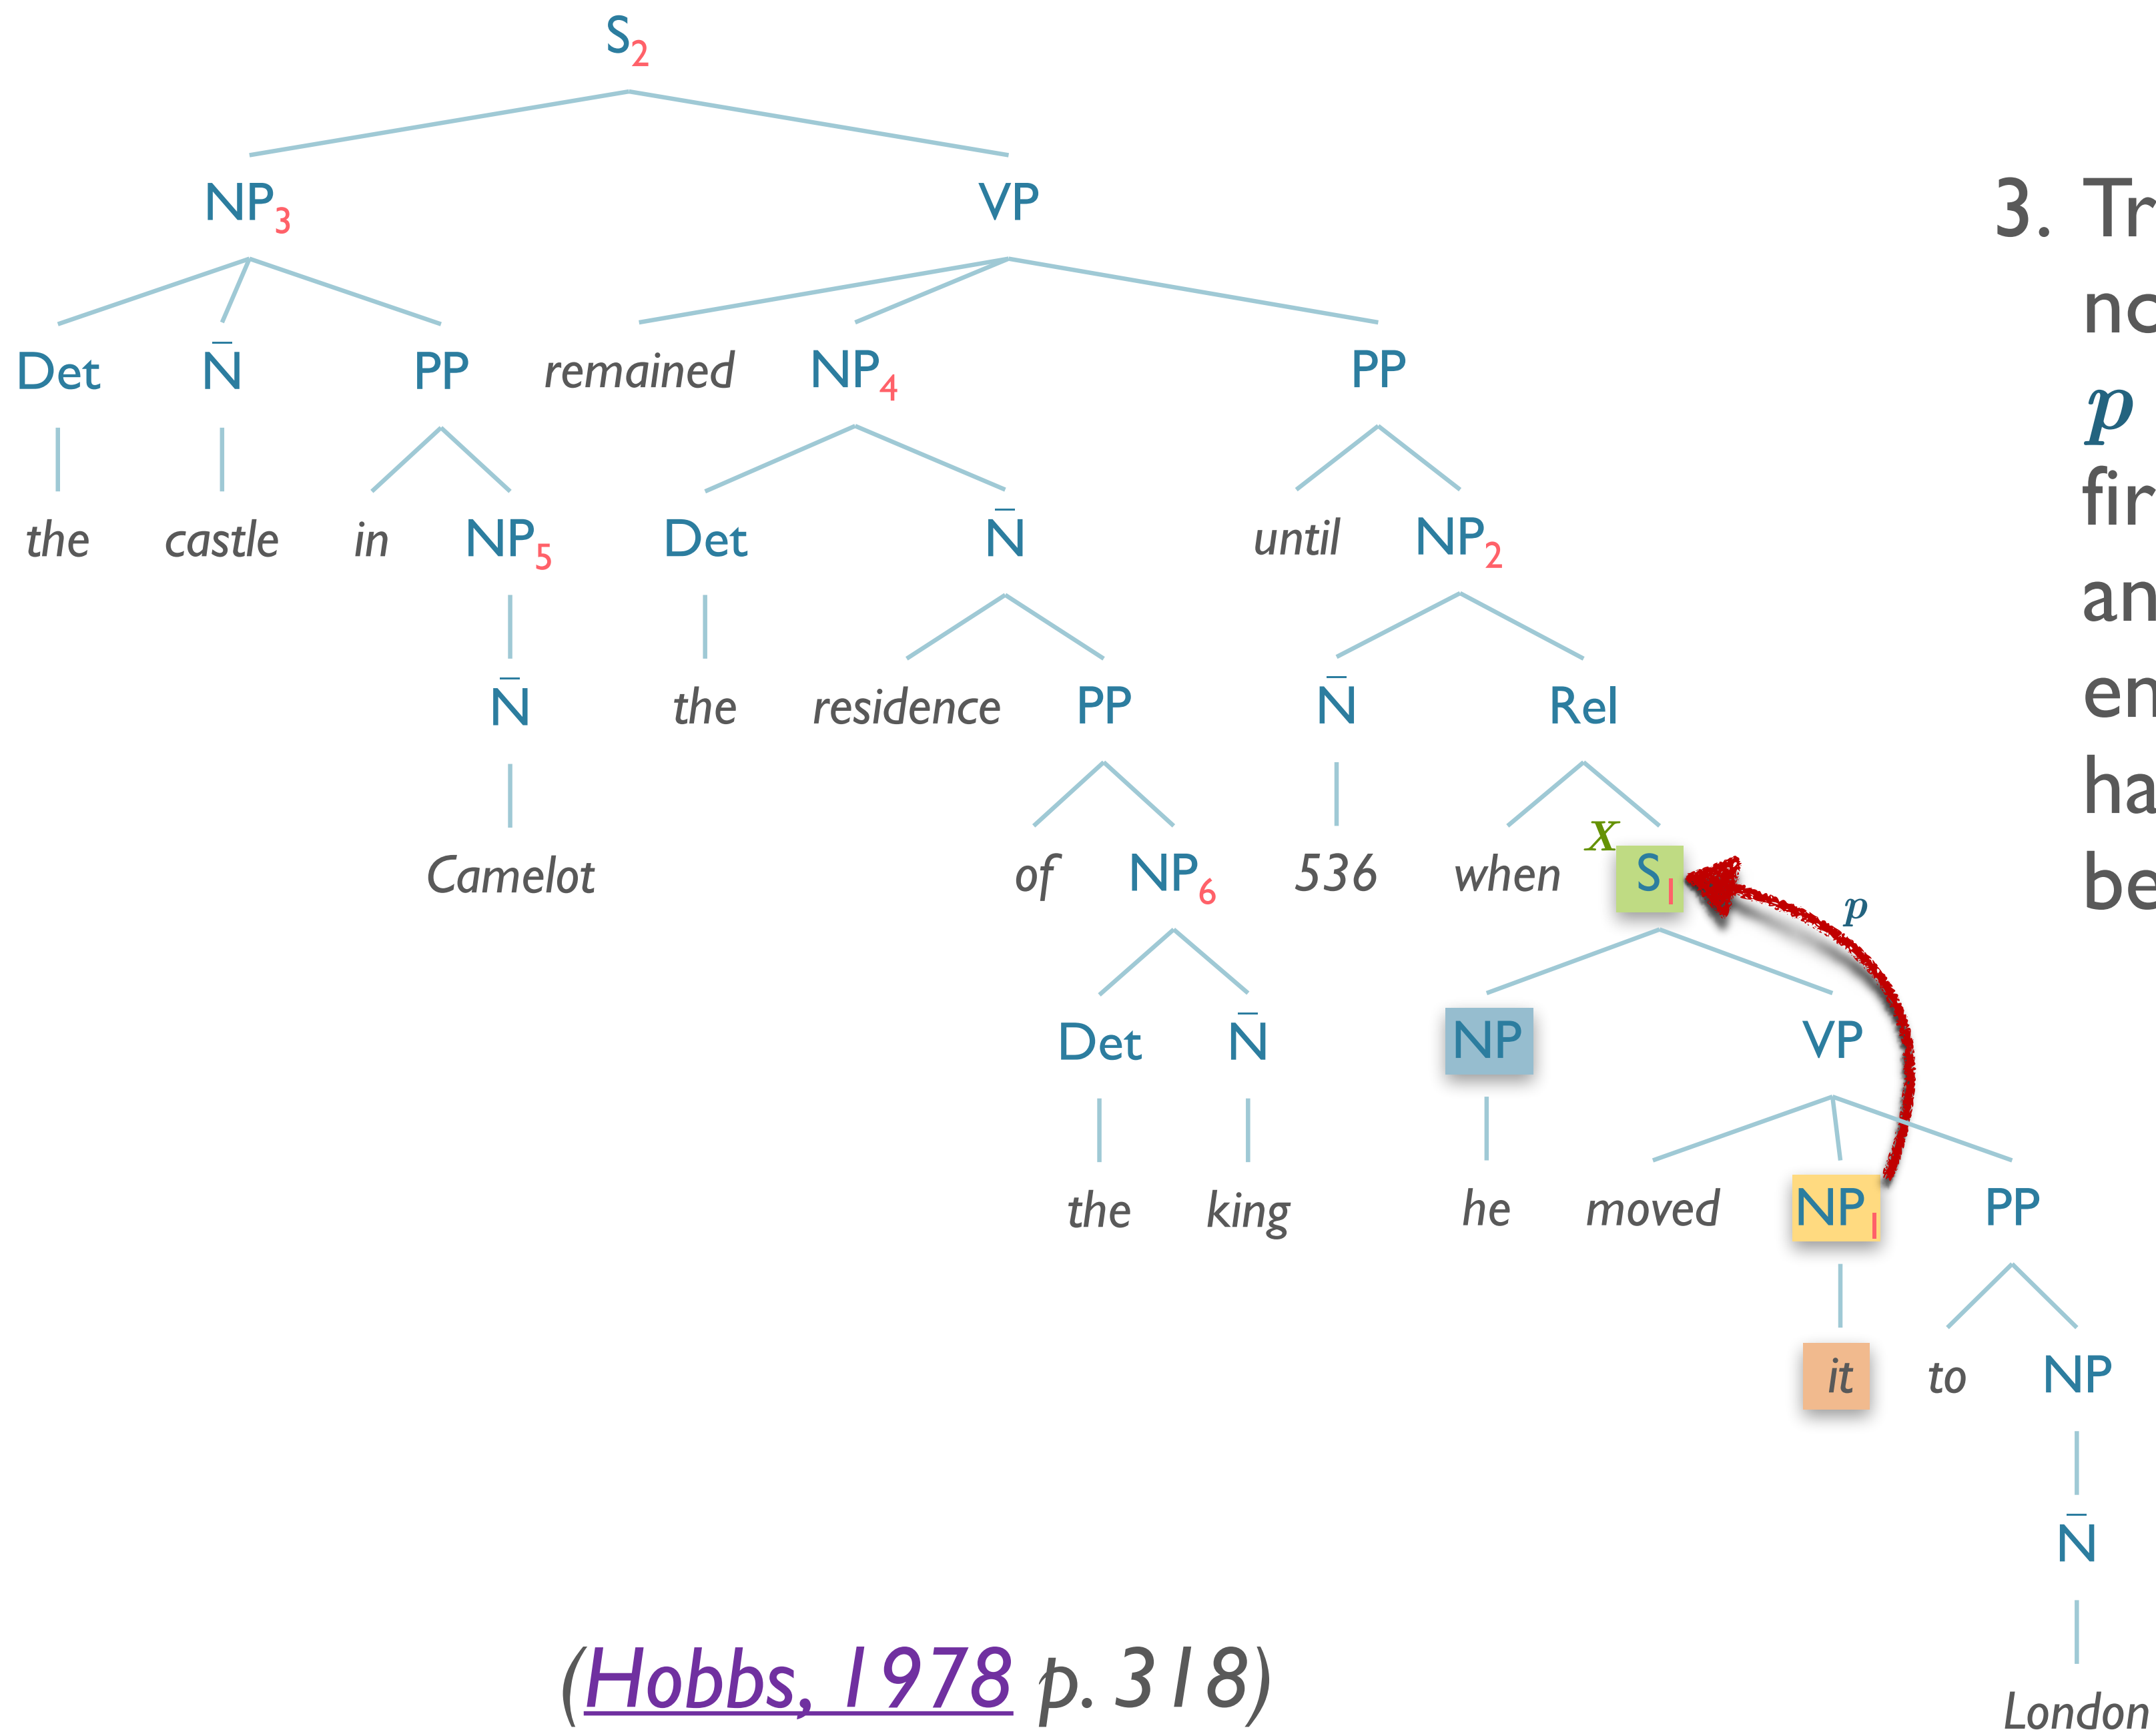 S2
NP3 VP
Det N̄ PP remained NP4 PP
the castle in NP5 Det N̄ until NP2
N̄ the residence PP N̄ Rel
Camelot of NP6 536 when X S1
p
Det N̄ NP VP
the king he moved NP1 PP
it to NP
N̄
London
3. Tr
no
p
fir
an
en
ha
be
(Hobbs, 1978 p. 318)